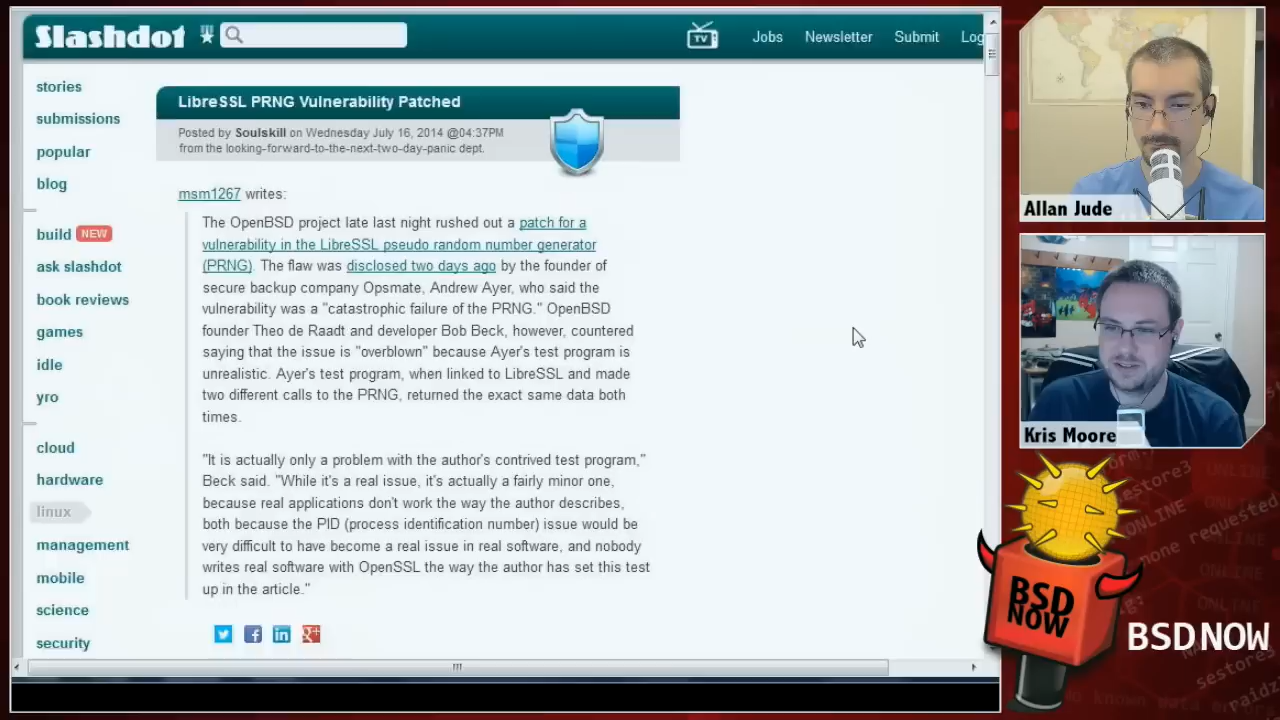 Slashdot
TV
Jobs
Newsletter
Submit
Log
stories
submissions
popular
blog
build NEW
ask slashdot
book reviews
games
idle
yro
cloud
hardware
linux
management
mobile
science
security
LibreSSL PRNG Vulnerability Patched
Posted by Soulskill on Wednesday July 16, 2014 @04:37PM
from the looking-forward-to-the-next-two-day-panic dept.
msm1267 writes:
The OpenBSD project late last night rushed out a patch for a
vulnerability in the LibreSSL pseudo random number generator
(PRNG). The flaw was disclosed two days ago by the founder of
secure backup company Opsmate, Andrew Ayer, who said the
vulnerability was a "catastrophic failure of the PRNG." OpenBSD
founder Theo de Raadt and developer Bob Beck, however, countered
saying that the issue is "overblown" because Ayer's test program is
unrealistic. Ayer's test program, when linked to LibreSSL and made
two different calls to the PRNG, returned the exact same data both
times.
"It is actually only a problem with the author's contrived test program,"
Beck said. "While it's a real issue, it's actually a fairly minor one,
because real applications don't work the way the author describes,
both because the PID (process identification number) issue would be
very difficult to have become a real issue in real software, and nobody
writes real software with OpenSSL the way the author has set this test
up in the article."
Allan Jude
Kris Moore
BSD
NOW
BSD NOW